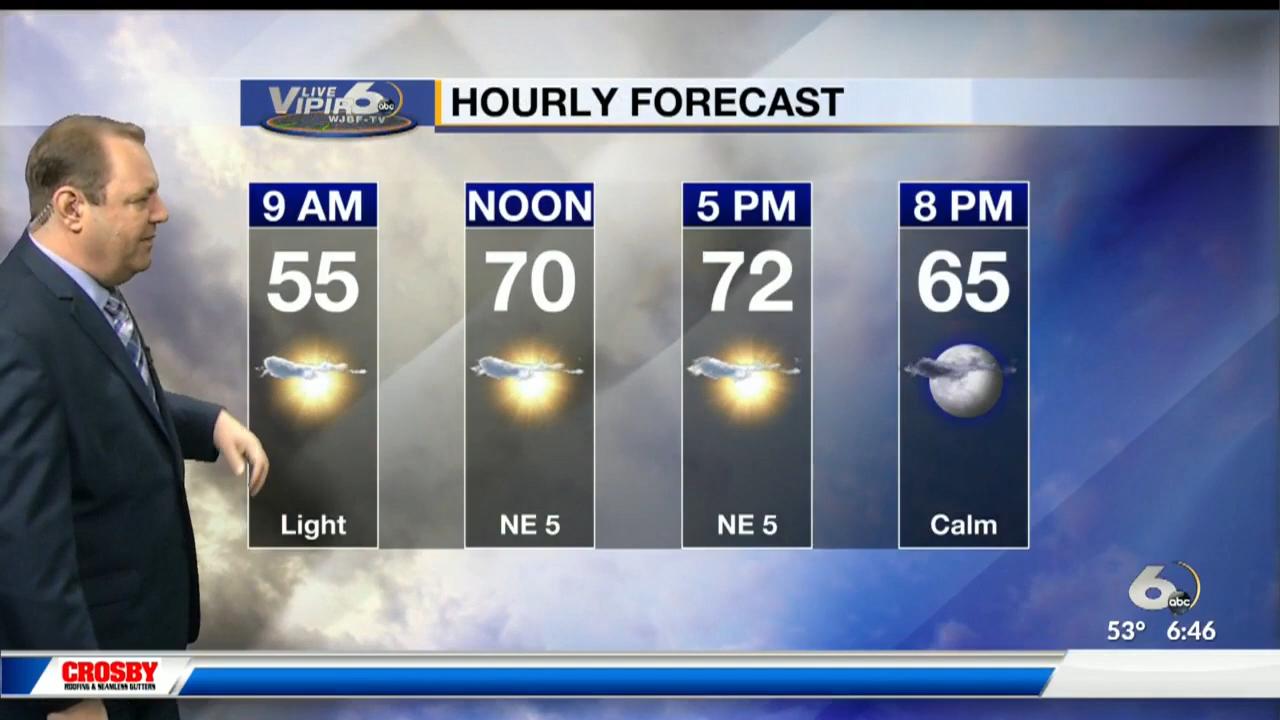 LIVE
VIPIR 6 abc
WJBF-TV
HOURLY FORECAST
9 AM
55
Light
NOON
70
NE 5
5 PM
72
NE 5
8 PM
65
Calm
6 abc
53° 6:46
CROSBY
ROOFING & SEAMLESS GUTTERS